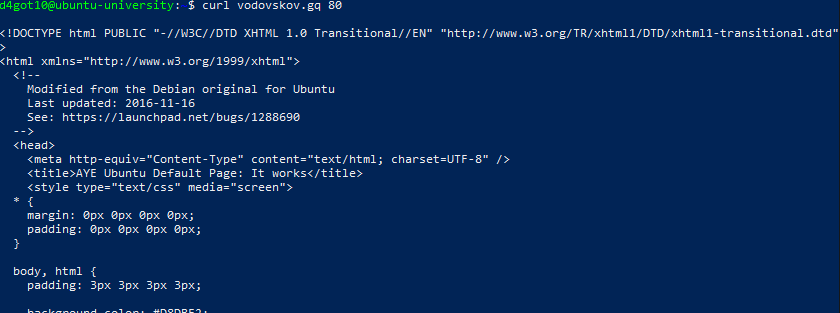 d4got10@ubuntu-university: $ curl vodovskov.gq 80
<!DOCTYPE html PUBLIC "-//W3C//DTD XHTML 1.0 Transitional//EN" "http://www.w3.org/TR/xhtml1/DTD/xhtml1-transitional.dtd"
>
<html xmlns="http://www.w3.org/1999/xhtml">
  <!--
    Modified from the Debian original for Ubuntu
    Last updated: 2016-11-16
    See: https://launchpad.net/bugs/1288690
  -->
  <head>
    <meta http-equiv="Content-Type" content="text/html; charset=UTF-8" />
    <title>AYE Ubuntu Default Page: It works</title>
    <style type="text/css" media="screen">
  * {
    margin: 0px 0px 0px 0px;
    padding: 0px 0px 0px 0px;
  }
  body, html {
    padding: 3px 3px 3px 3px;
    background-color: #D8DBE2;